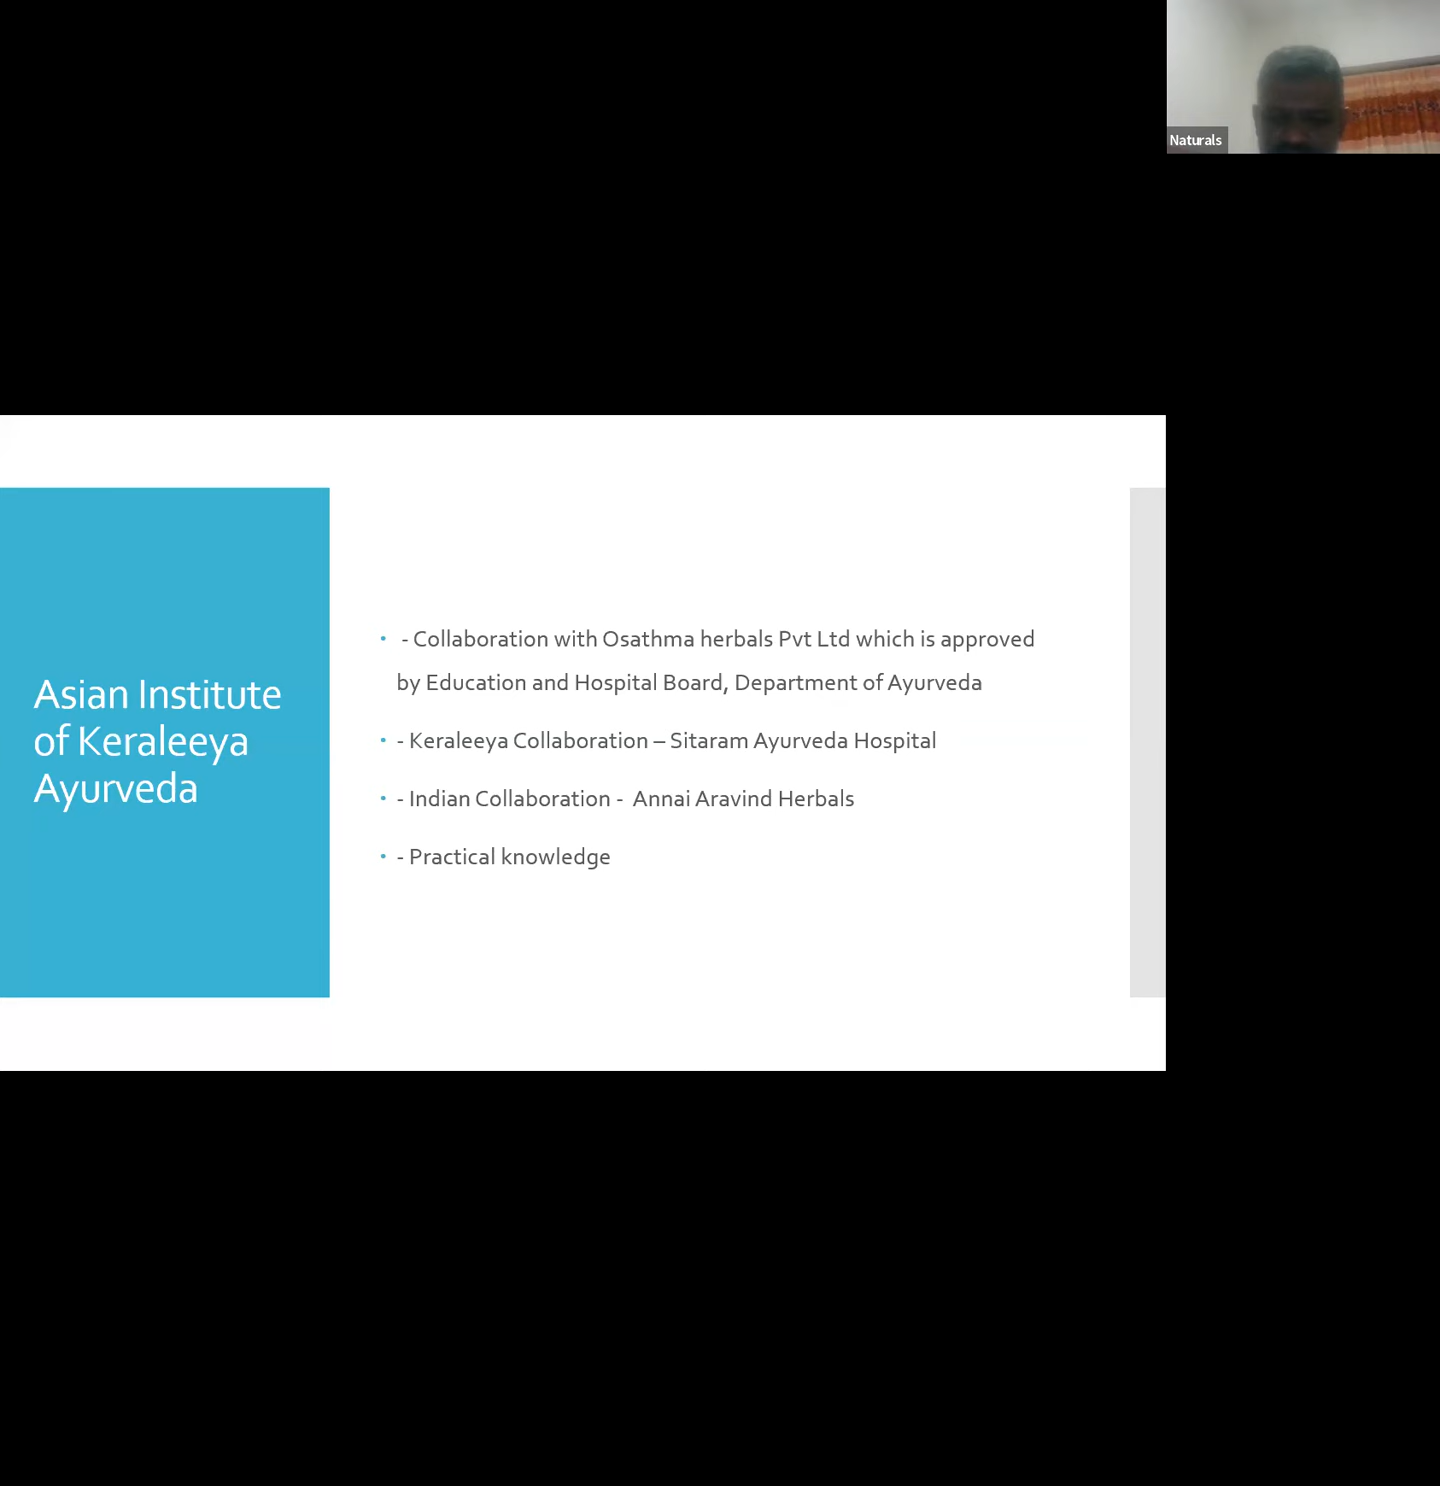 Naturals
Asian Institute
of Keraleeya
Ayurveda
- Collaboration with Osathma herbals Pvt Ltd which is approved
by Education and Hospital Board, Department of Ayurveda
- Keraleeya Collaboration – Sitaram Ayurveda Hospital
- Indian Collaboration - Annai Aravind Herbals
- Practical knowledge